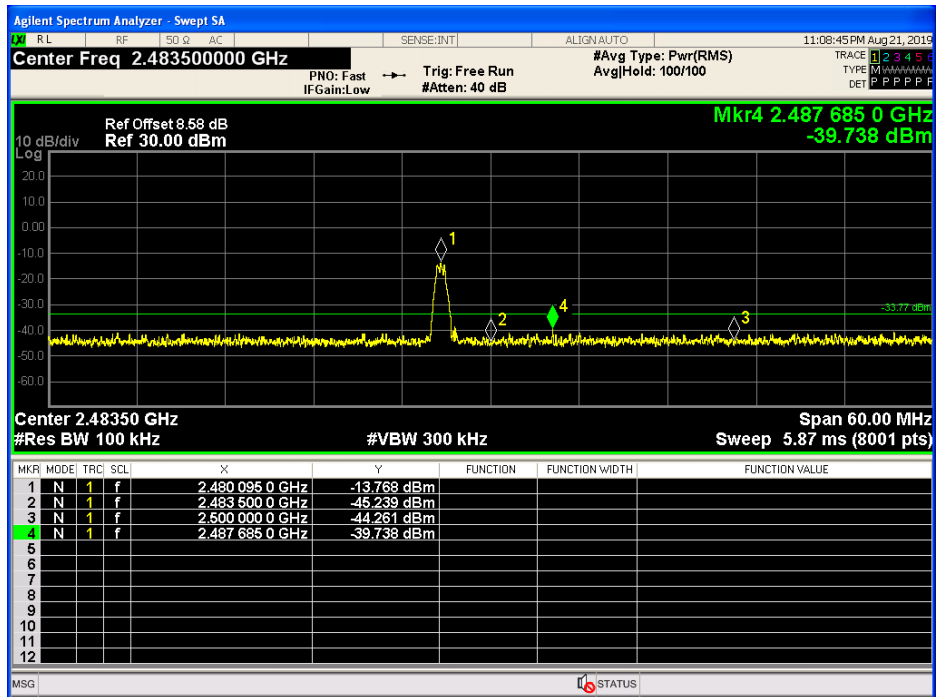 Agilent Spectrum Analyzer - Swept SA
LXI RL RF 50 Ω AC SENSE:INT ALIGN AUTO 11:08:45 PM Aug 21, 2019
Center Freq 2.483500000 GHz #Avg Type: Pwr(RMS) TRACE 1 2 3 4 5 6
PNO: Fast Trig: Free Run Avg|Hold: 100/100 TYPE M
IFGain:Low #Atten: 40 dB DET P P P P P
Mkr4 2.487 685 0 GHz
Ref Offset 8.58 dB
10 dB/div Ref 30.00 dBm -39.738 dBm
Log
20.0
10.0
0.00
1
-10.0
-20.0
-30.0 4 -33.77 dBm
2 3
-40.0
-50.0
-60.0
Center 2.48350 GHz Span 60.00 MHz
#Res BW 100 kHz #VBW 300 kHz Sweep 5.87 ms (8001 pts)
MKR MODE TRC SCL X Y FUNCTION FUNCTION WIDTH FUNCTION VALUE
1 N 1 f 2.480 095 0 GHz -13.768 dBm
2 N 1 f 2.483 500 0 GHz -45.239 dBm
3 N 1 f 2.500 000 0 GHz -44.261 dBm
4 N 1 f 2.487 685 0 GHz -39.738 dBm
5
6
7
8
9
10
11
12
MSG STATUS